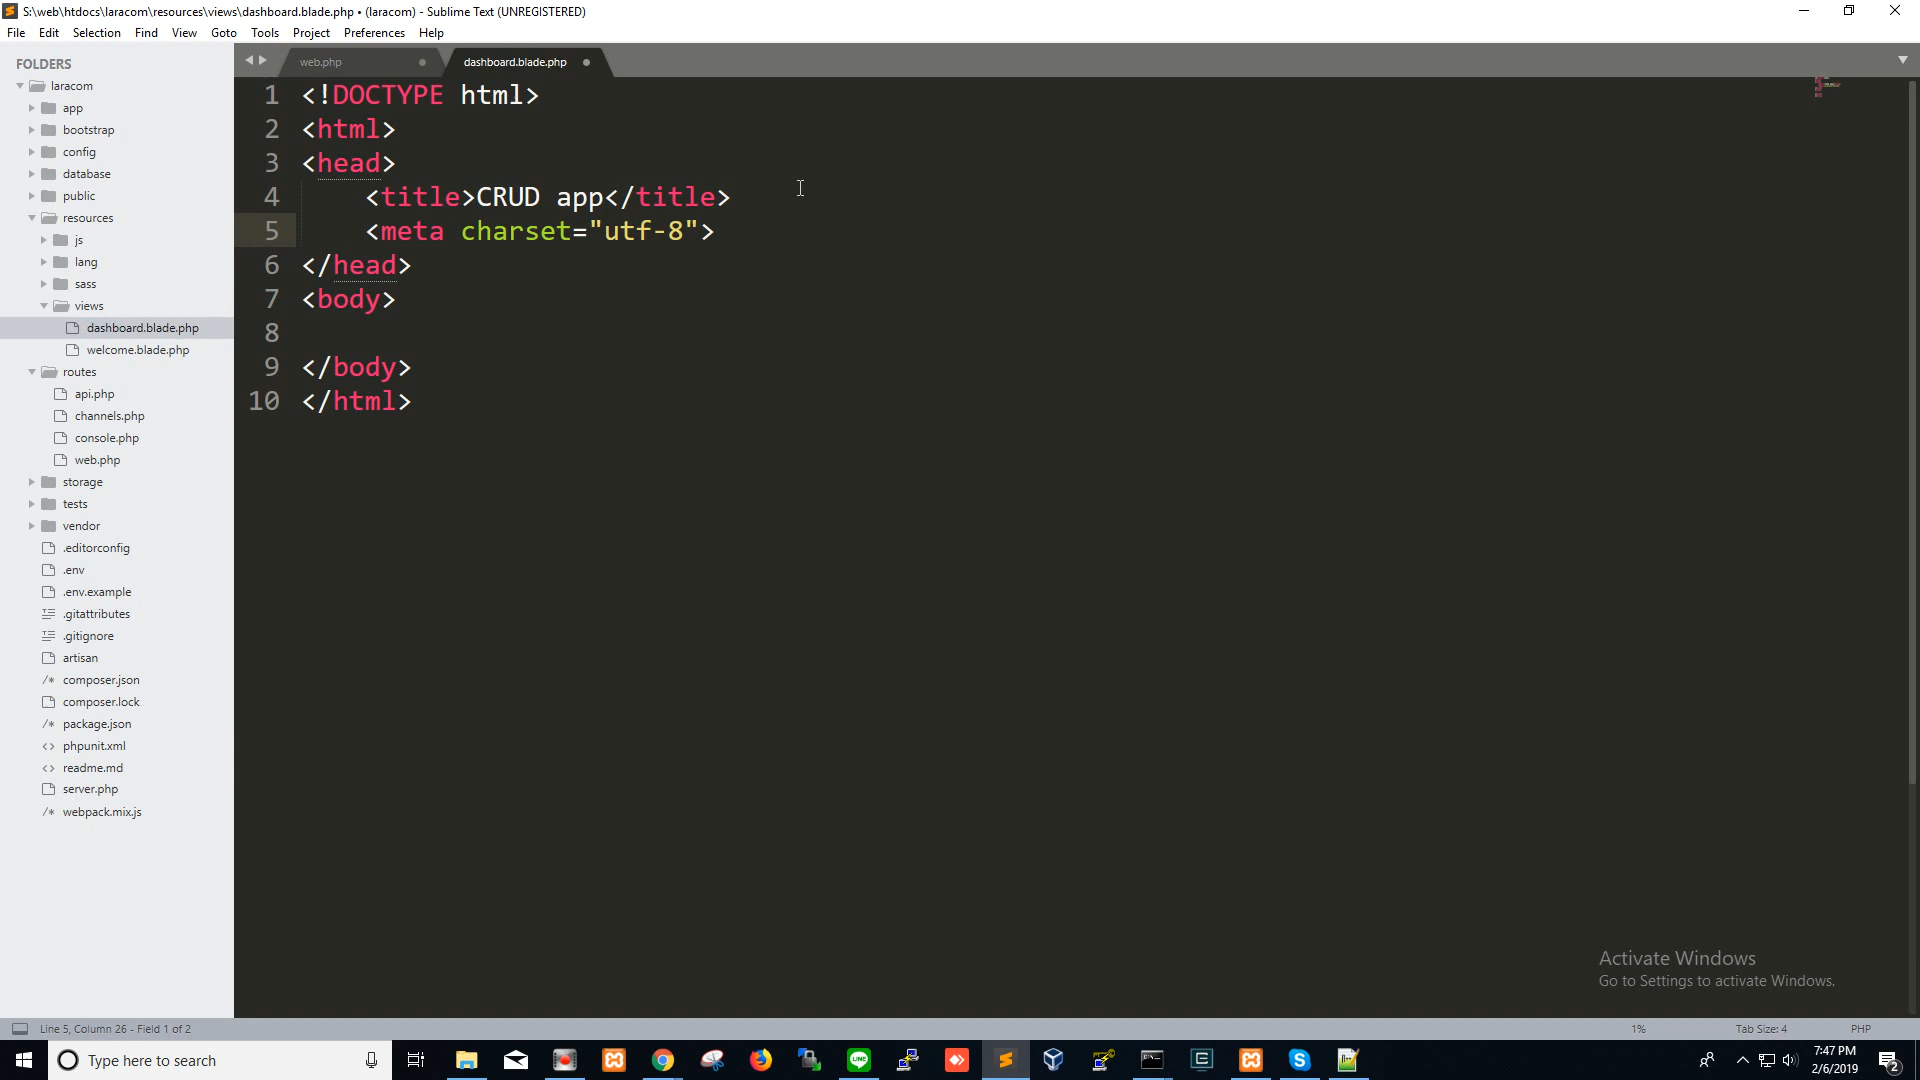 S:\web\htdocs\laracom\resources\views\dashboard.blade.php • (laracom) - Sublime Text (UNREGISTERED)
File Edit Selection Find View Goto Tools Project Preferences Help
FOLDERS
laracom
app
bootstrap
config
database
public
resources
js
lang
sass
views
dashboard.blade.php
welcome.blade.php
routes
api.php
channels.php
console.php
web.php
storage
tests
vendor
.editorconfig
.env
.env.example
.gitattributes
.gitignore
artisan
/* composer.json
composer.lock
/* package.json
<> phpunit.xml
<> readme.md
server.php
/* webpack.mix.js
web.php dashboard.blade.php
1 <!DOCTYPE html>
2 <html>
3 <head>
4 <title>CRUD app</title>
5 <meta charset="utf-8">
6 </head>
7 <body>
8
9 </body>
10 </html>
Activate Windows
Go to Settings to activate Windows.
Line 5, Column 26 - Field 1 of 2 1% Tab Size: 4 PHP
Type here to search
7:47 PM
2/6/2019
2